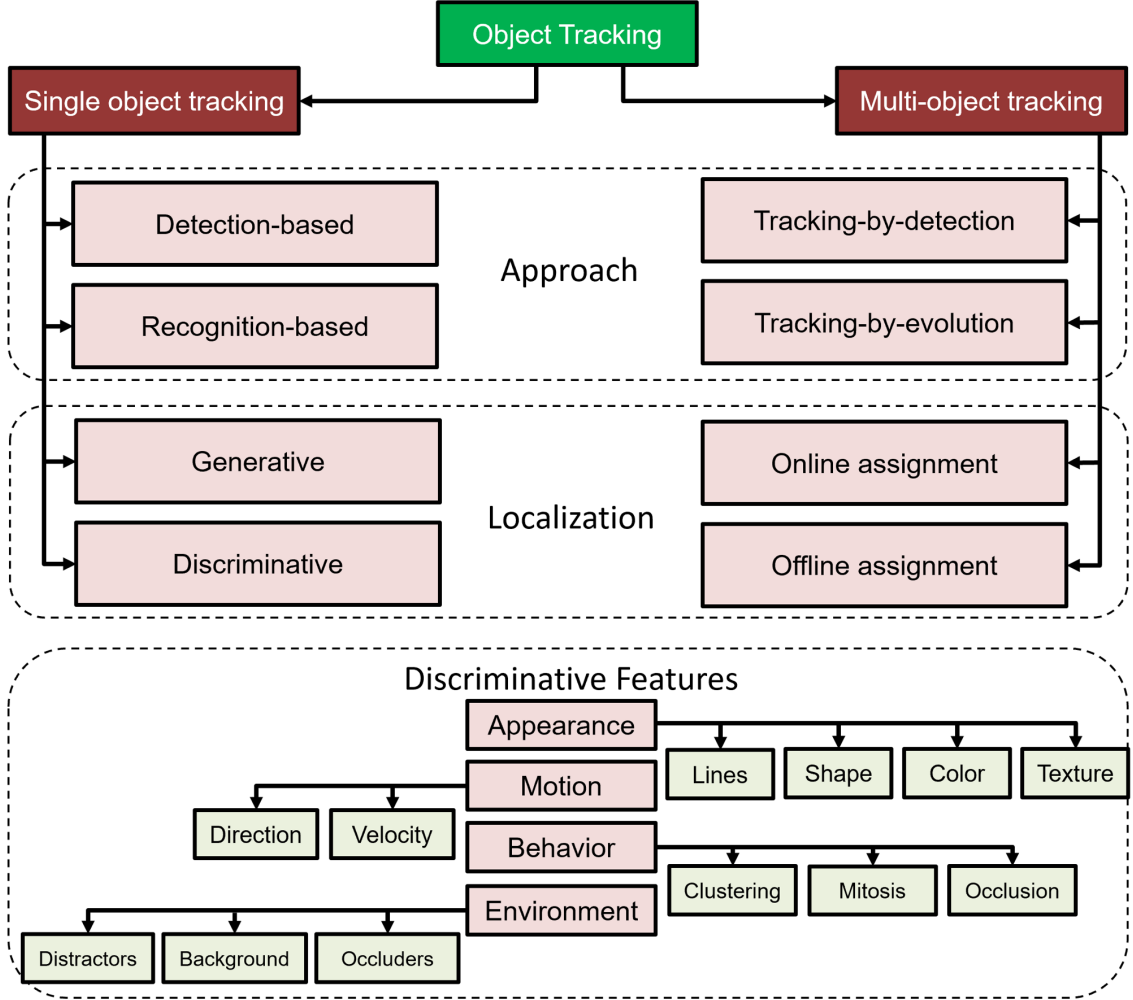 Object Tracking
Single object tracking
Multi-object tracking
Detection-based
Tracking-by-detection
Approach
Recognition-based
Tracking-by-evolution
Generative
Online assignment
Localization
Discriminative
Offline assignment
Discriminative Features
Appearance
Lines
Shape
Color
Texture
Motion
Direction
Velocity
Behavior
Clustering
Mitosis
Occlusion
Environment
Distractors
Background
Occluders